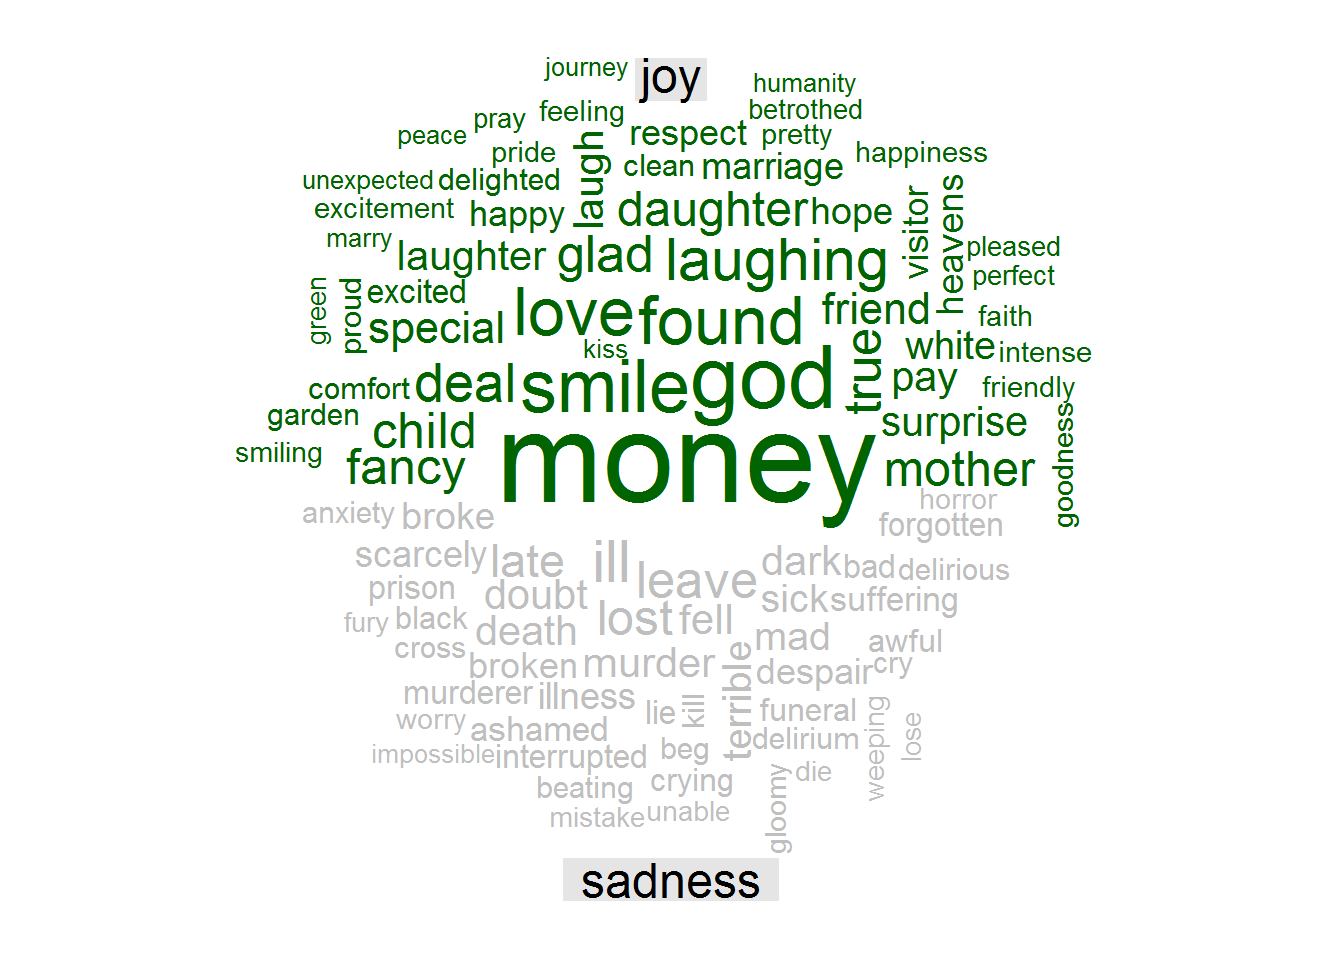 journey
joy
humanity
feeling
betrothed
pray
peace
respect
pretty
pride
laugh
clean
marriage
happiness
unexpected
delighted
excitement
happy
daughter
hope
visitor
heavens
marry
laughter
glad
laughing
pleased
perfect
green
proud
excited
special
love
found
friend
faith
kiss
true
white
intense
comfort
deal
smile
god
pay
friendly
garden
child
surprise
goodness
smiling
fancy
money
mother
anxiety
broke
horror
forgotten
scarcely
late
ill
leave
dark
bad
delirious
prison
doubt
sick
suffering
fury
black
death
lost
fell
mad
awful
cross
broken
murder
terrible
despair
cry
murderer
illness
lie
kill
funeral
weeping
lose
worry
ashamed
delirium
impossible
interrupted
beg
beating
crying
gloomy
die
mistake
unable
sadness